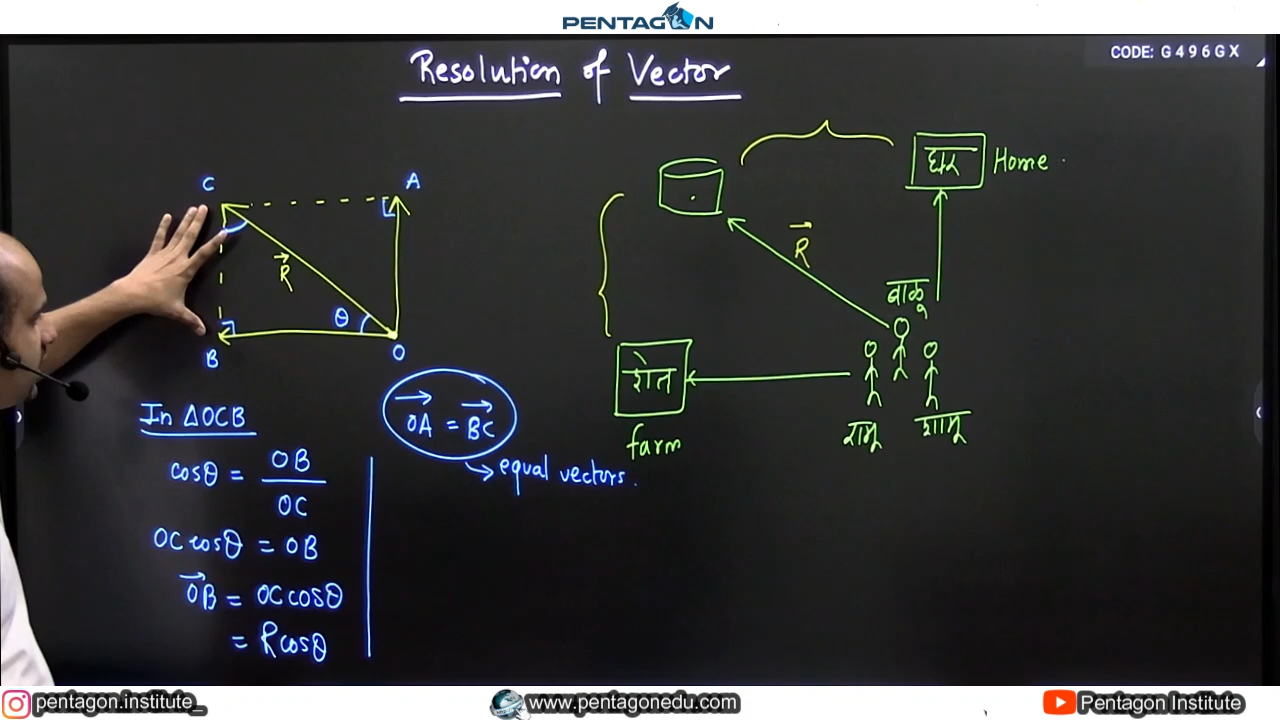 PENTAGON
CODE: G496GX
Resolution of Vector
C
A
R
θ
B
O
घर Home
R
बाळू
शेत
farm
रामू
शामू
In ΔOCB
cosθ = OB / OC
OC cosθ = OB
OB = OC cosθ
= R cosθ
OA = BC
equal vectors.
pentagon.institute_
www.pentagonedu.com
Pentagon Institute